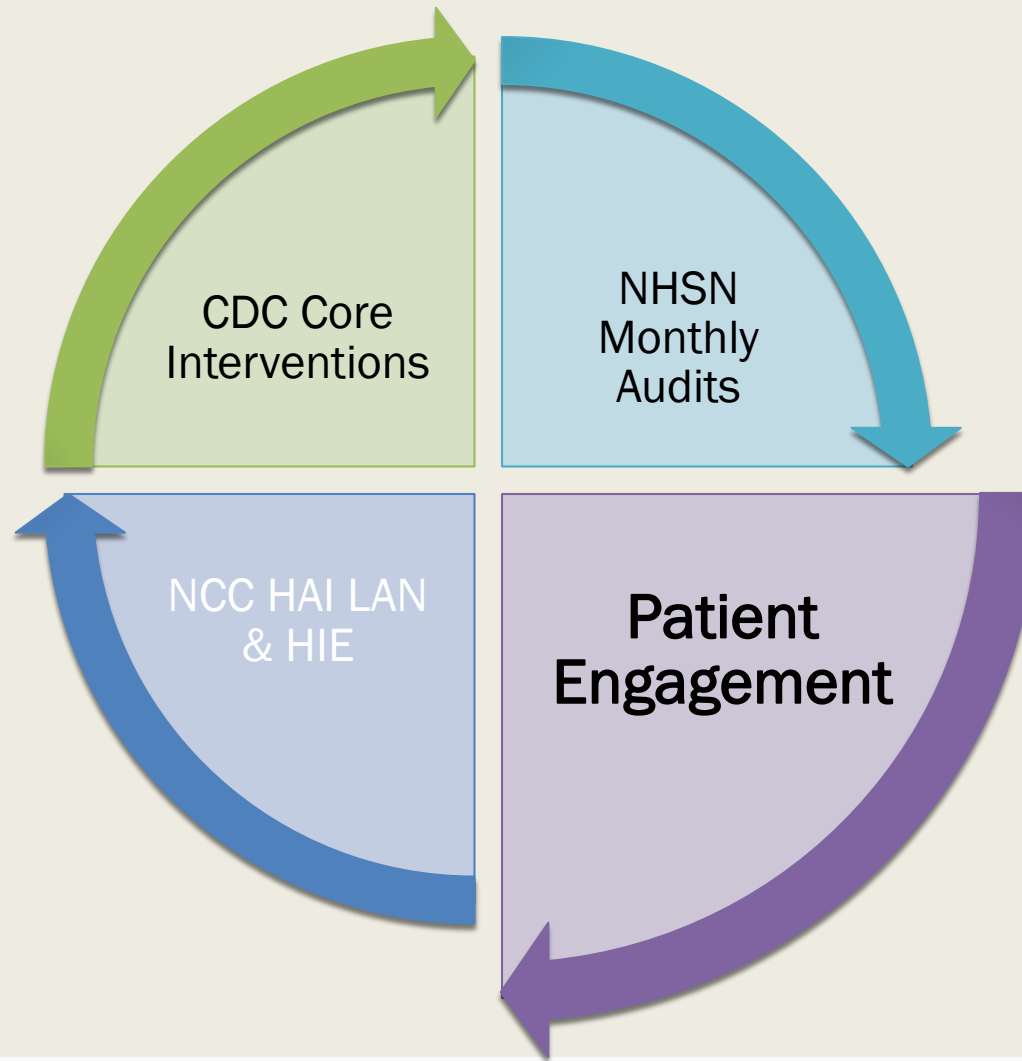 CDC Core
Interventions
NHSN
Monthly
Audits
NCC HAI LAN
& HIE
Patient
Engagement